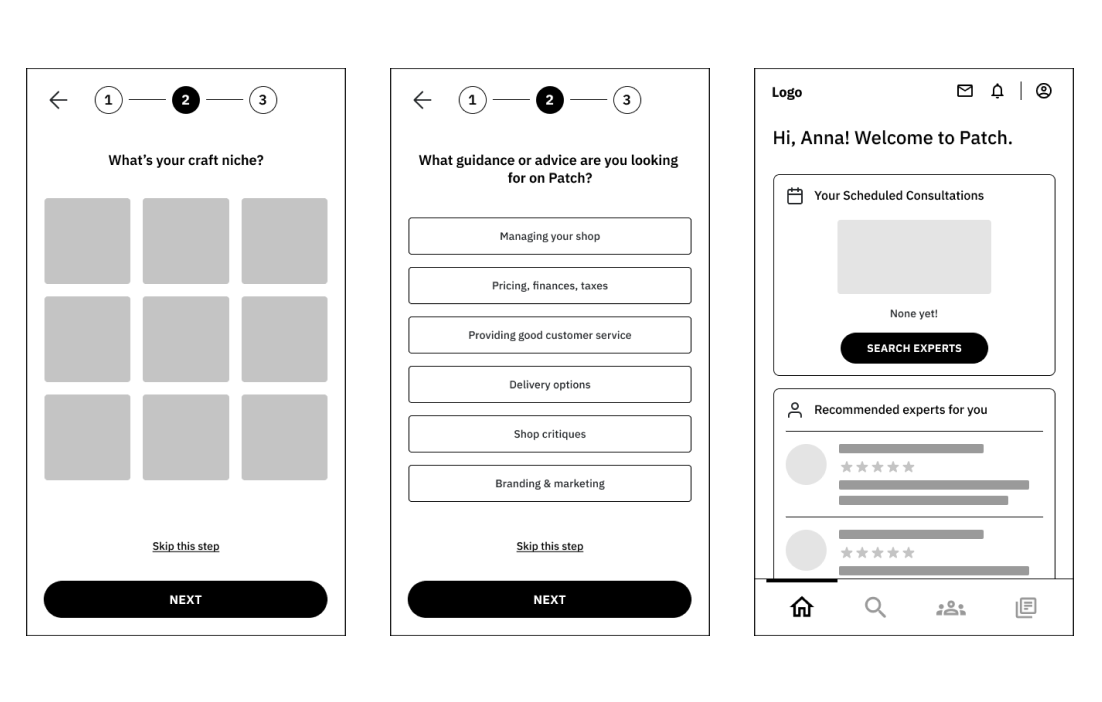 1 2 3
What's your craft niche?
Skip this step
NEXT
1 2 3
What guidance or advice are you looking
for on Patch?
Managing your shop
Pricing, finances, taxes
Providing good customer service
Delivery options
Shop critiques
Branding & marketing
Skip this step
NEXT
Logo
Hi, Anna! Welcome to Patch.
Your Scheduled Consultations
None yet!
SEARCH EXPERTS
Recommended experts for you